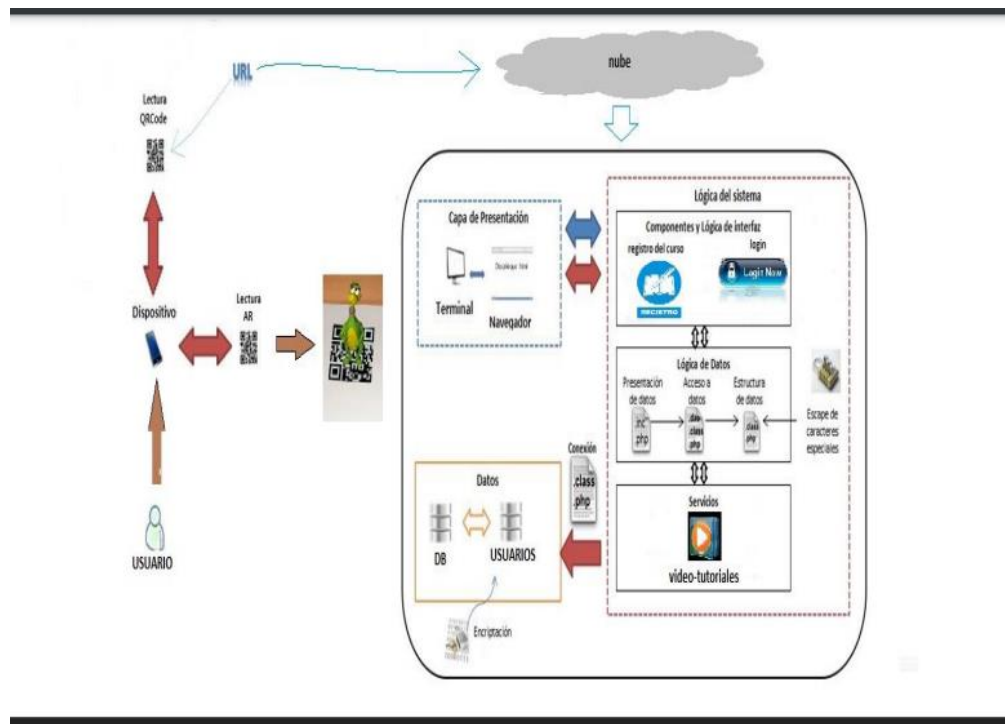 nube
URL
Lectura
QRCode
Dispositivo
Lectura
AR
USUARIO
Capa de Presentación
Terminal
Navegador
Lógica del sistema
Componentes y Lógica de interfaz
registro del curso
login
REGISTRO
Login Now
Lógica de Datos
Presentación
de datos
Acceso a
datos
Estructura
de datos
.inc
.php
.class
.php
.class
.php
Escape de
caracteres
especiales
Conexión
.class
.php
Datos
DB
USUARIOS
Encriptación
Servicios
video-tutoriales